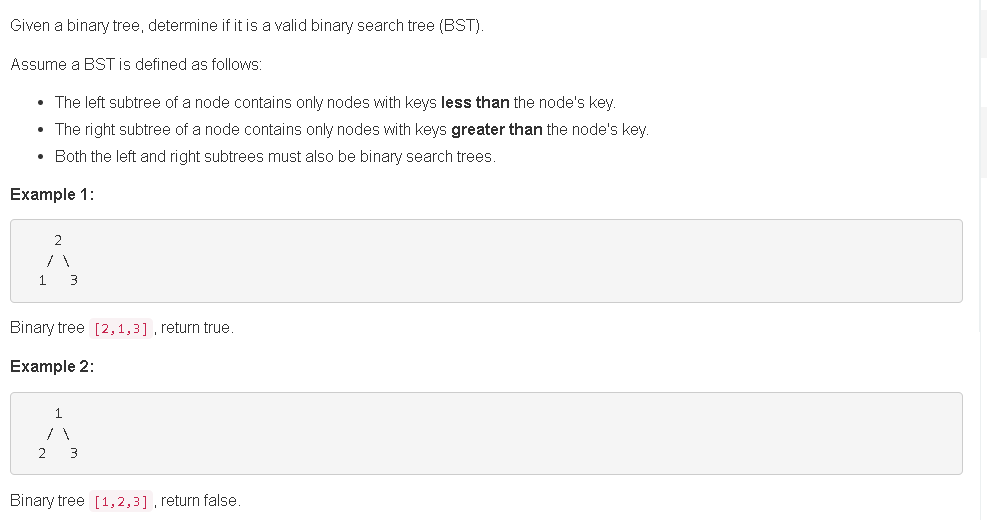 Given a binary tree, determine if it is a valid binary search tree (BST).
Assume a BST is defined as follows:
• The left subtree of a node contains only nodes with keys less than the node's key.
• The right subtree of a node contains only nodes with keys greater than the node's key.
• Both the left and right subtrees must also be binary search trees.
Example 1:
2
/ \
1 3
Binary tree [2,1,3], return true.
Example 2:
1
/ \
2 3
Binary tree [1,2,3], return false.